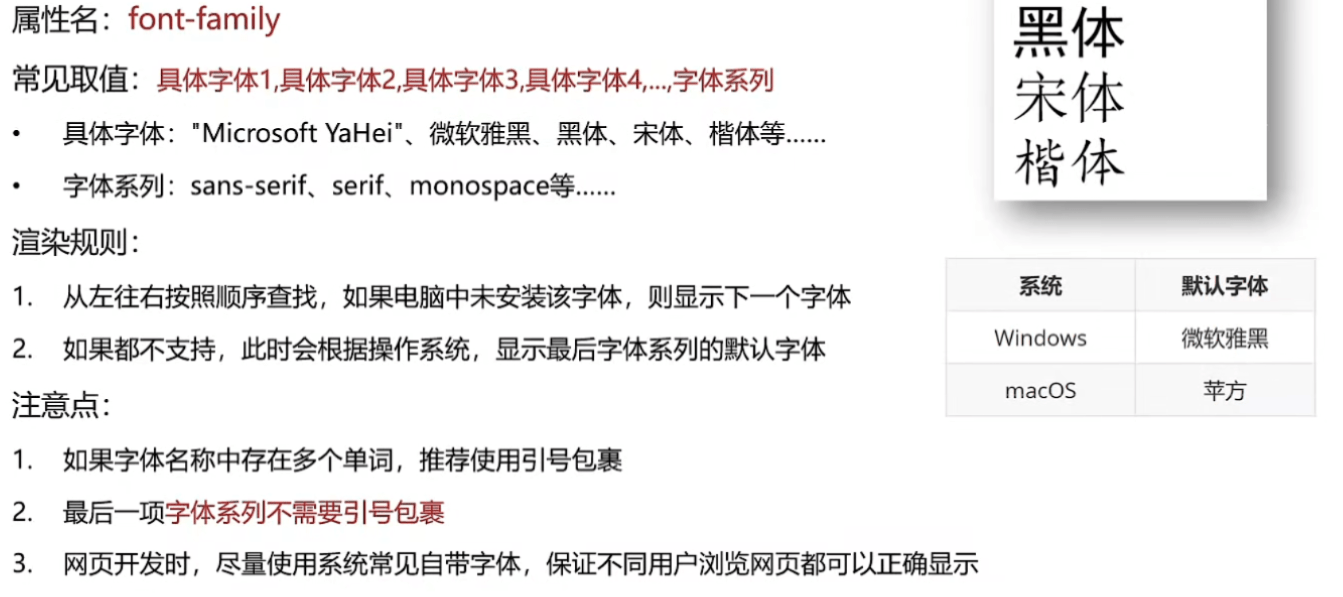 属性名：font-family
常见取值：具体字体1,具体字体2,具体字体3,具体字体4,...,字体系列
• 具体字体："Microsoft YaHei"、微软雅黑、黑体、宋体、楷体等……
• 字体系列：sans-serif、serif、monospace等……
渲染规则：
1. 从左往右按照顺序查找，如果电脑中未安装该字体，则显示下一个字体
2. 如果都不支持，此时会根据操作系统，显示最后字体系列的默认字体
注意点：
1. 如果字体名称中存在多个单词，推荐使用引号包裹
2. 最后一项字体系列不需要引号包裹
3. 网页开发时，尽量使用系统常见自带字体，保证不同用户浏览网页都可以正确显示
黑体
宋体
楷体
系统 默认字体
Windows 微软雅黑
macOS 苹方